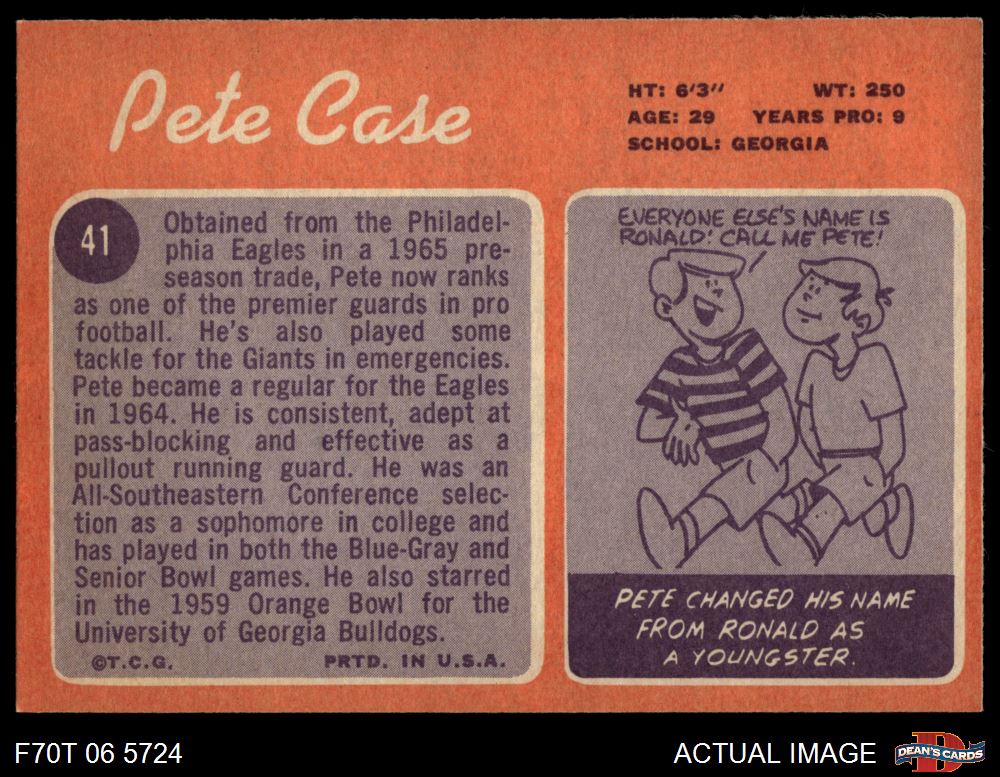 Pete Case
HT: 6'3" WT: 250
AGE: 29 YEARS PRO: 9
SCHOOL: GEORGIA
41
Obtained from the Philadel-
phia Eagles in a 1965 pre-
season trade, Pete now ranks
as one of the premier guards in pro
football. He's also played some
tackle for the Giants in emergencies.
Pete became a regular for the Eagles
in 1964. He is consistent, adept at
pass-blocking and effective as a
pullout running guard. He was an
All-Southeastern Conference selec-
tion as a sophomore in college and
has played in both the Blue-Gray and
Senior Bowl games. He also starred
in the 1959 Orange Bowl for the
University of Georgia Bulldogs.
©T.C.G. PRTD. IN U.S.A.
EVERYONE ELSE'S NAME IS
RONALD! CALL ME PETE!
PETE CHANGED HIS NAME
FROM RONALD AS
A YOUNGSTER.
F70T 06 5724
ACTUAL IMAGE
D
DEAN'S CARDS